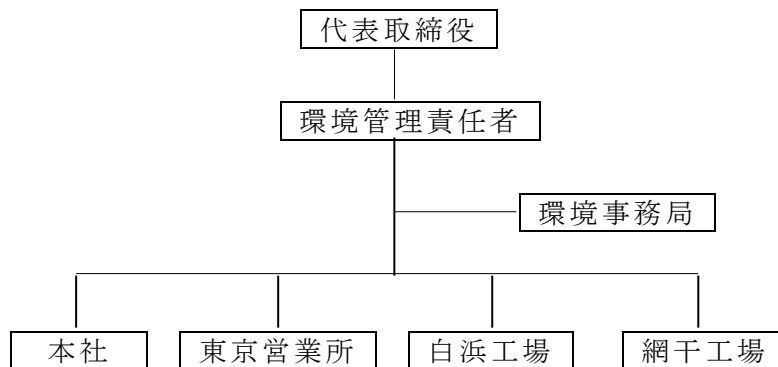 代表取締役
環境管理責任者
環境事務局
本社
東京営業所
白浜工場
網干工場